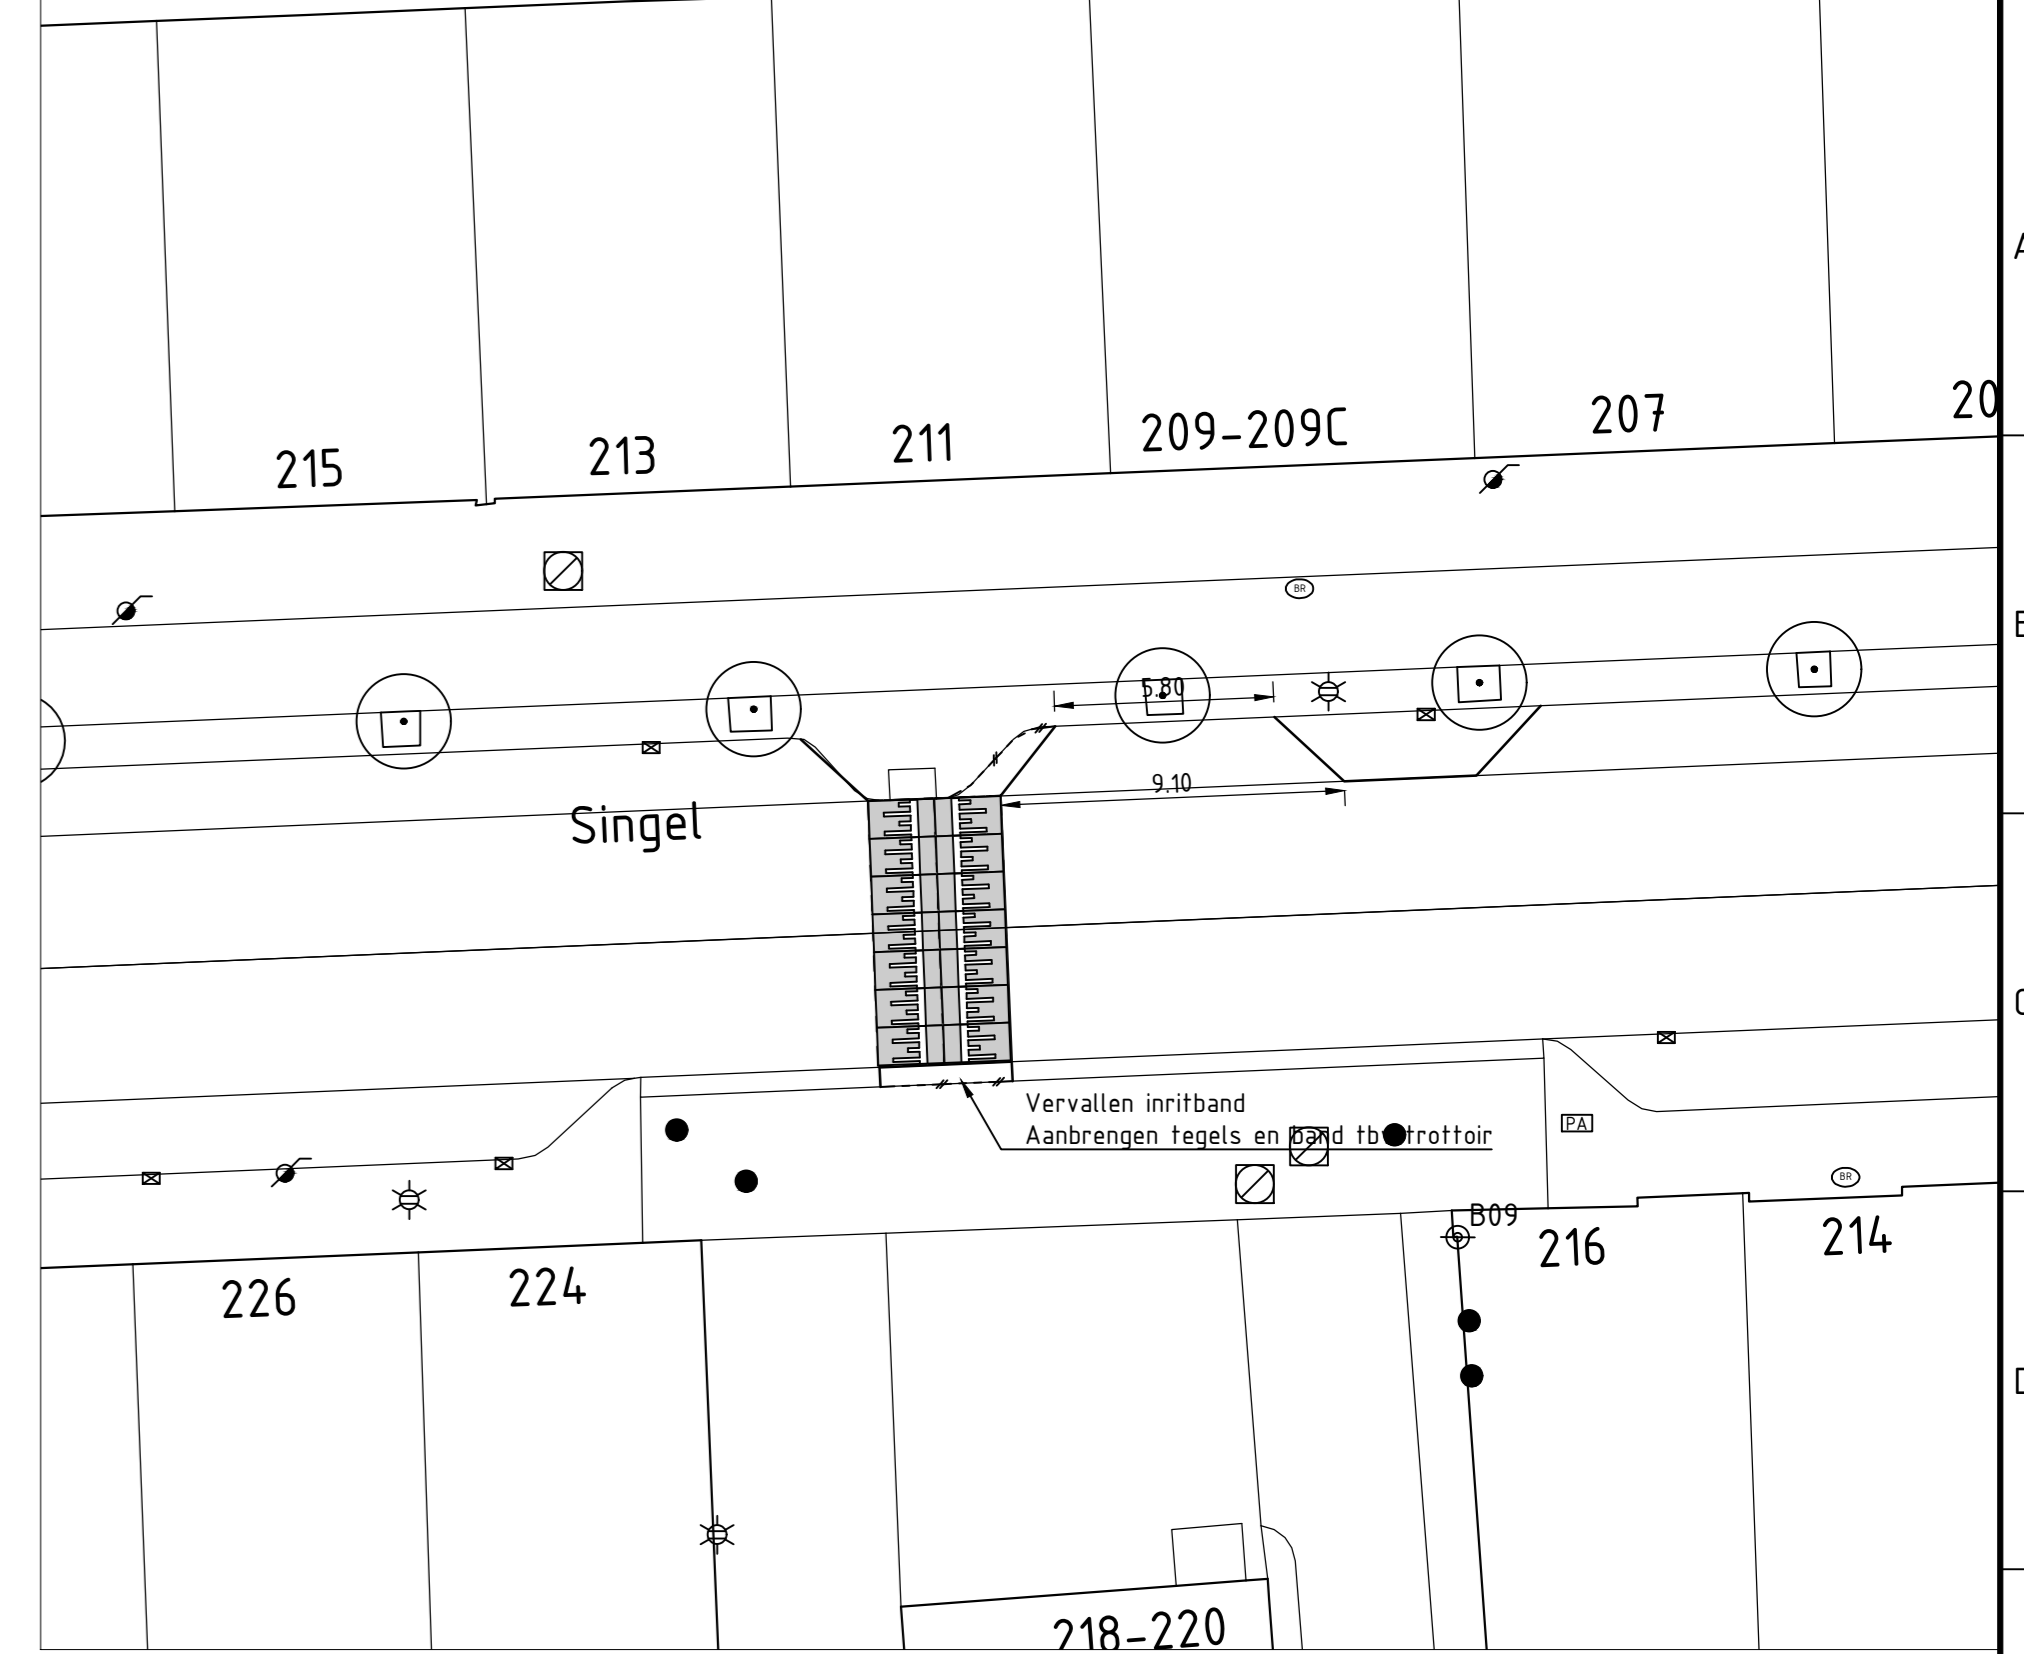 A
20
207
209-209C
211
213
215
BR
B
5.80
9.10
Singel
C
Vervallen inritband
Aanbrengen tegels en band tbv trottoir
PA
BR
B09
216
214
224
226
D
218-220